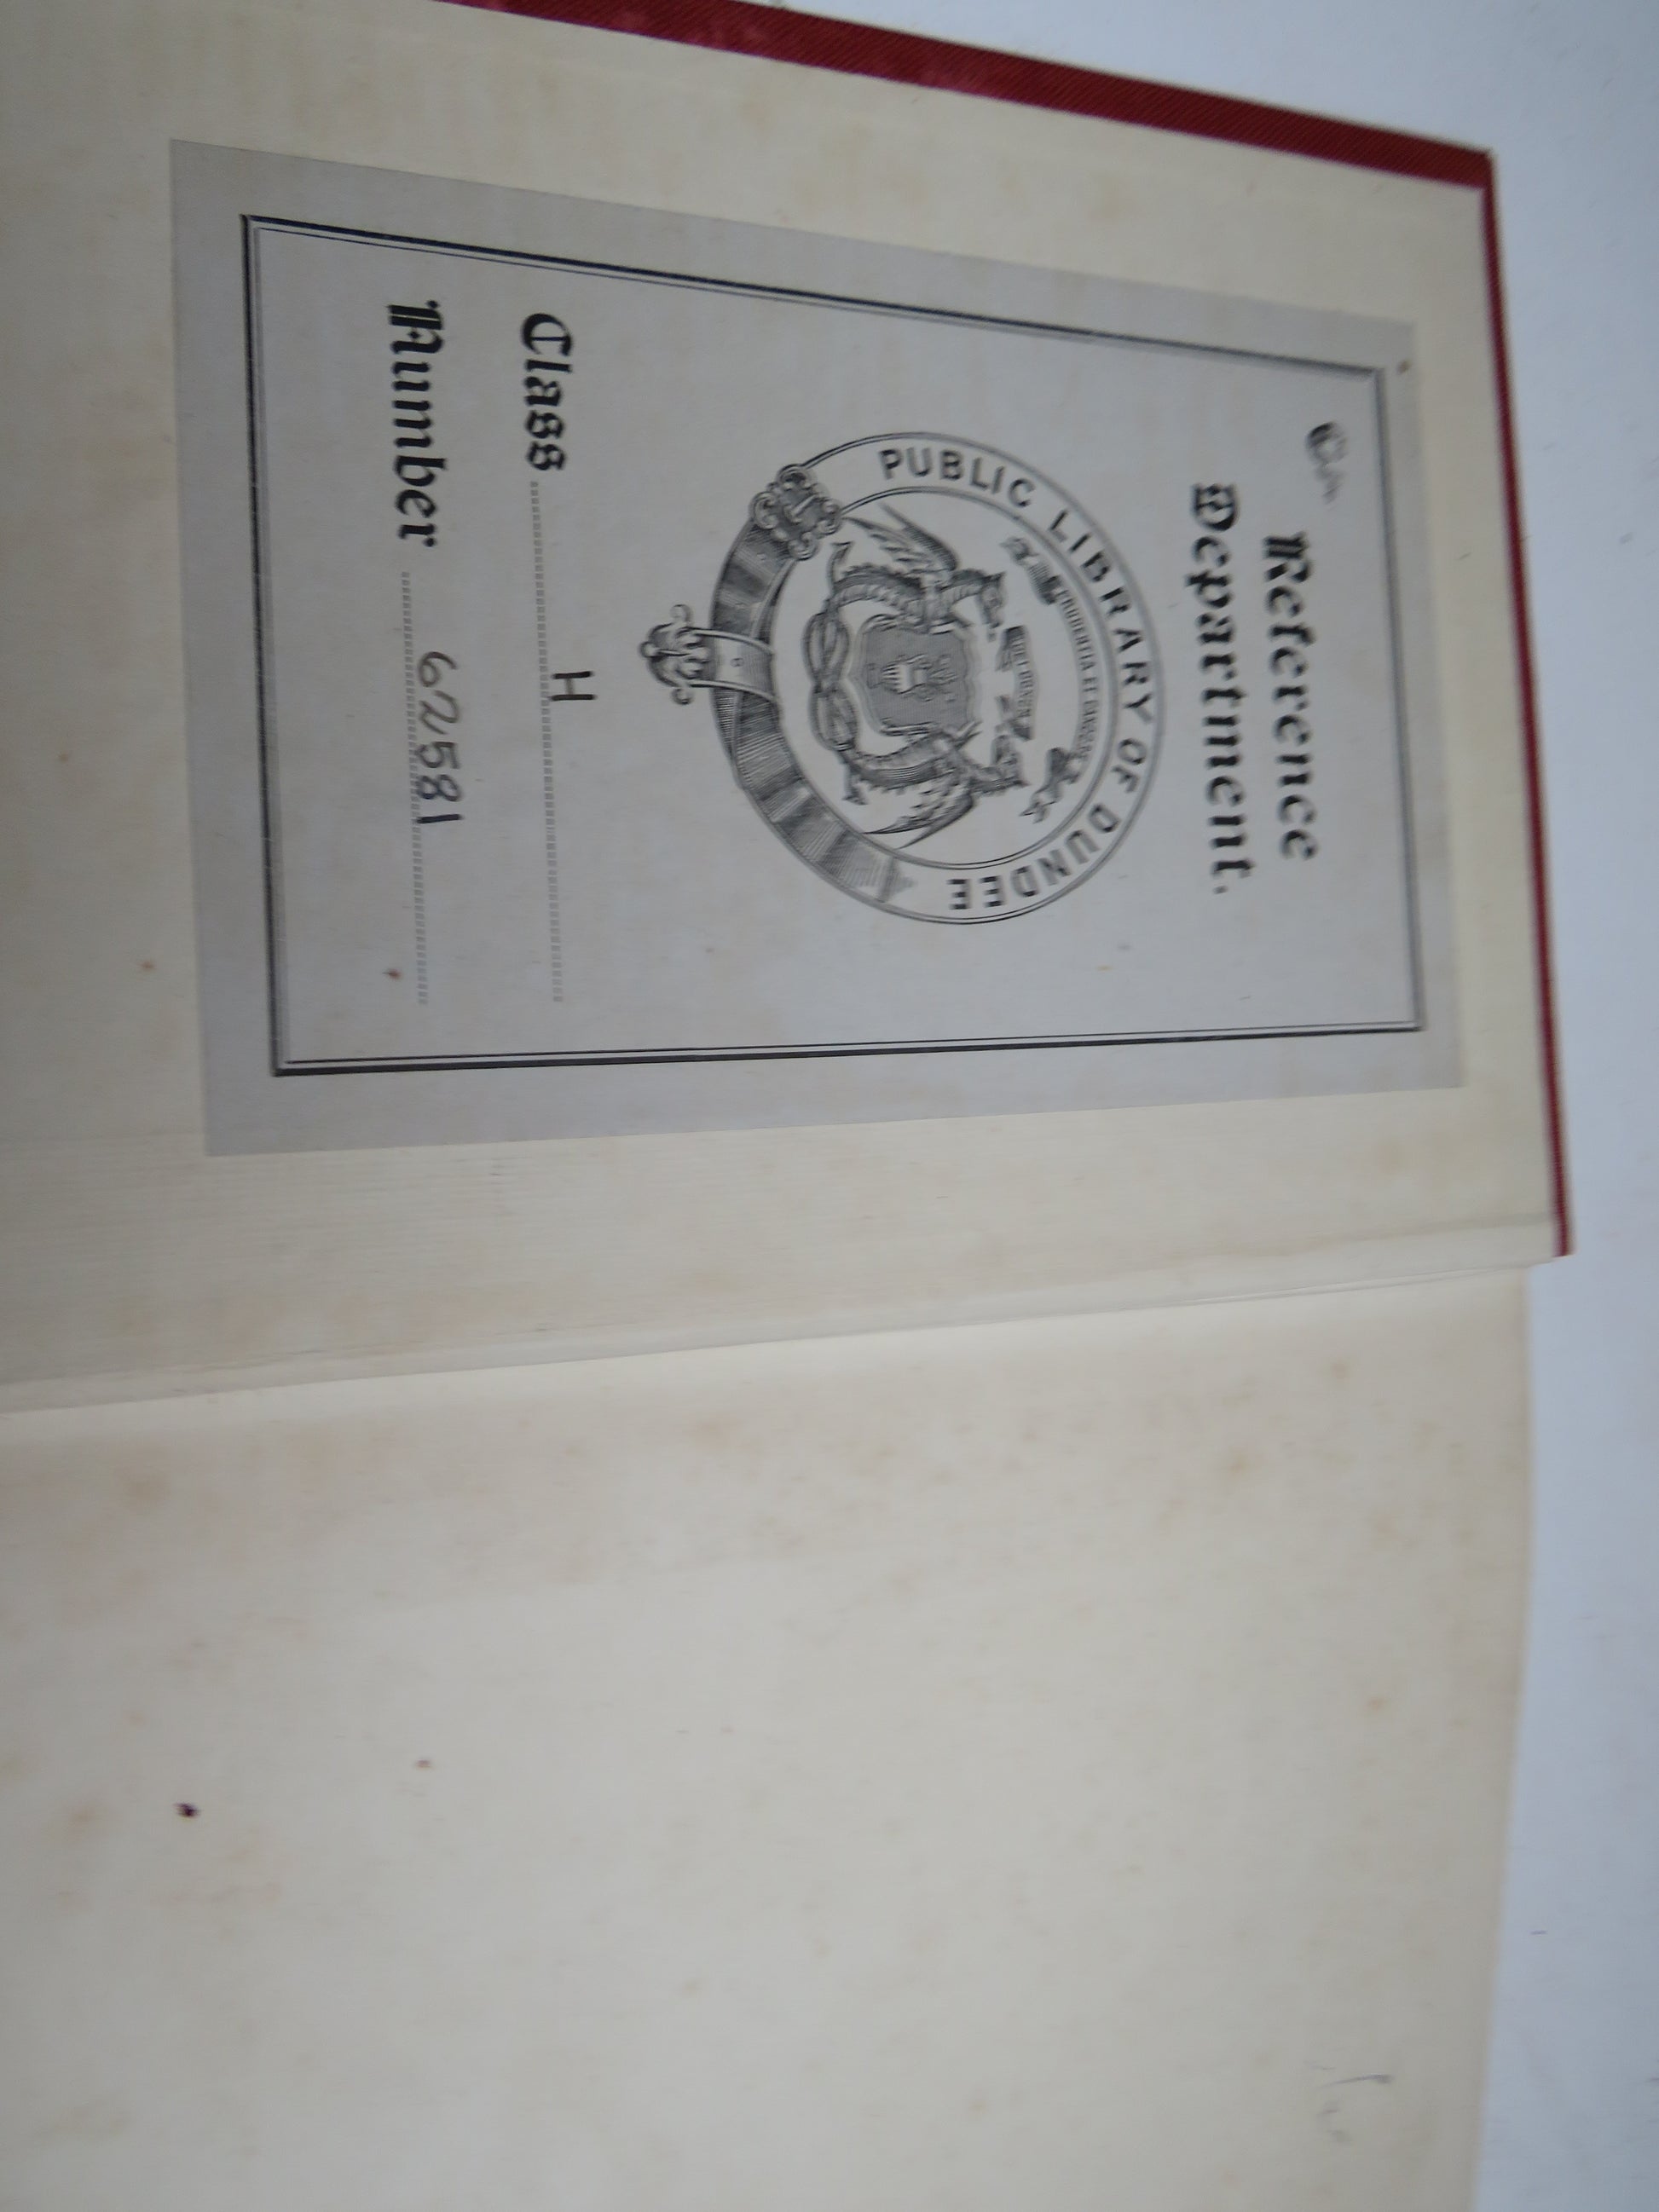 Reference
Department.
PUBLIC LIBRARY OF DUNDEE
Class H
Number 62581